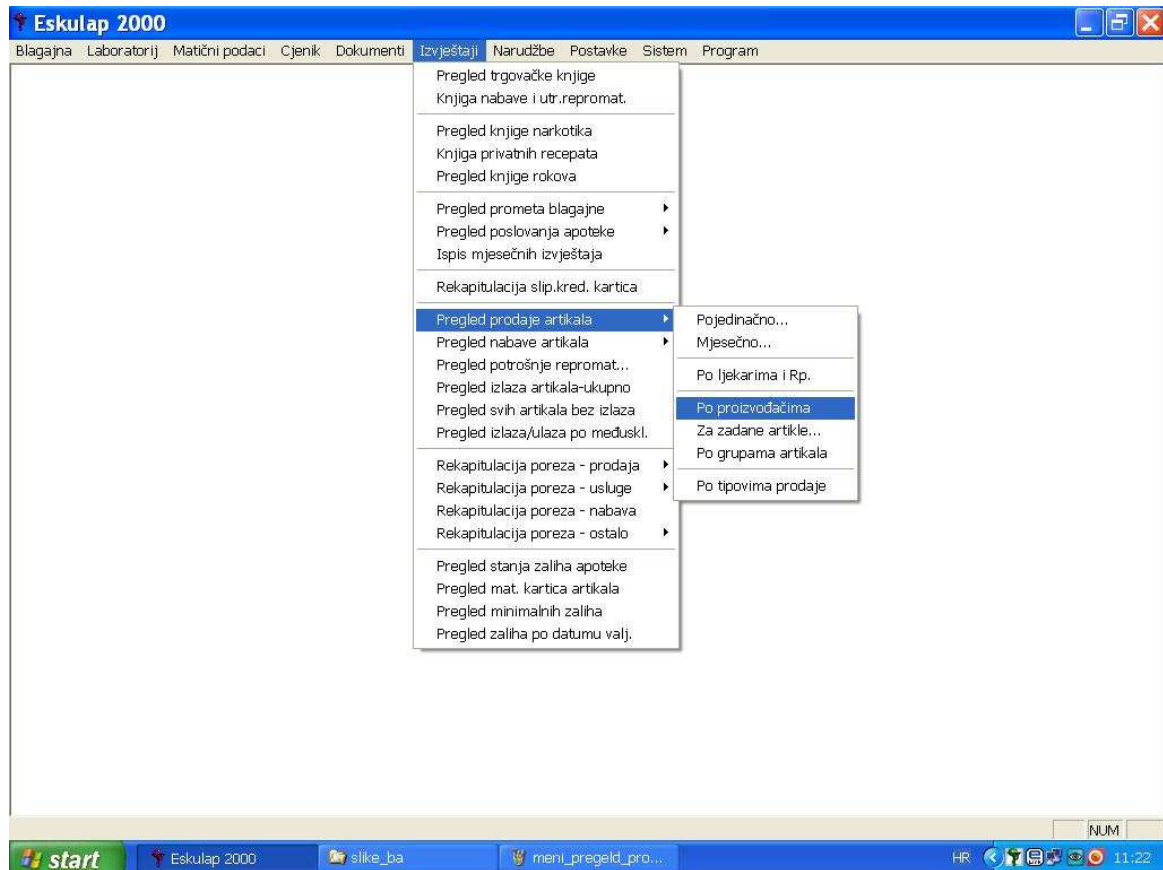 Eskulap 2000
Blagajna Laboratorij Matični podaci Cjenik Dokumenti Izvještaji Narudžbe Postavke Sistem Program
Pregled trgovačke knjige
Knjiga nabave i utr.repromat.
Pregled knjige narkotika
Knjiga privatnih recepata
Pregled knjige rokova
Pregled prometa blagajne
Pregled poslovanja apoteke
Ispis mjesečnih izvještaja
Rekapitulacija slip.kred. kartica
Pregled prodaje artikala
Pregled nabave artikala
Pregled potrošnje repromat...
Pregled izlaza artikala-ukupno
Pregled svih artikala bez izlaza
Pregled izlaza/ulaza po međuskl.
Rekapitulacija poreza - prodaja
Rekapitulacija poreza - usluge
Rekapitulacija poreza - nabava
Rekapitulacija poreza - ostalo
Pregled stanja zaliha apoteke
Pregled mat. kartica artikala
Pregled minimalnih zaliha
Pregled zaliha po datumu valj.
Pojedinačno...
Mjesečno...
Po ljekarima i Rp.
Po proizvođačima
Za zadane artikle...
Po grupama artikala
Po tipovima prodaje
NUM
start Eskulap 2000 slike_ba meni_pregeld_pro... HR 11:22